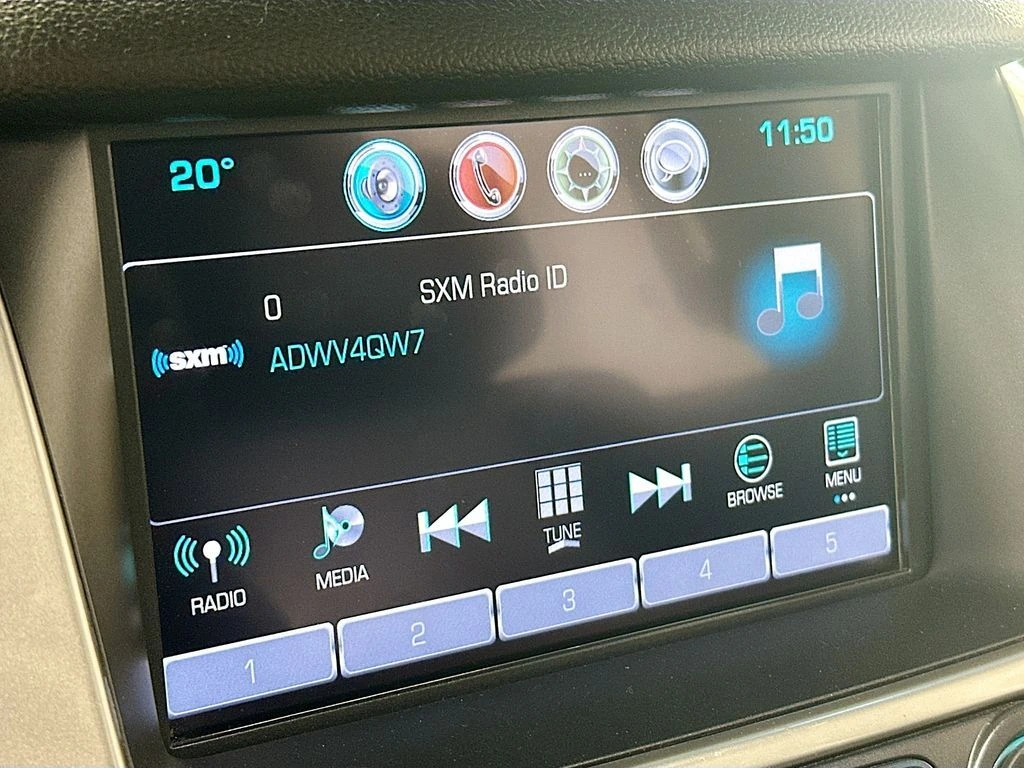 20°
11:50
0
SXM Radio ID
((sxm))
ADWV4QW7
RADIO
MEDIA
TUNE
BROWSE
MENU
1
2
3
4
5